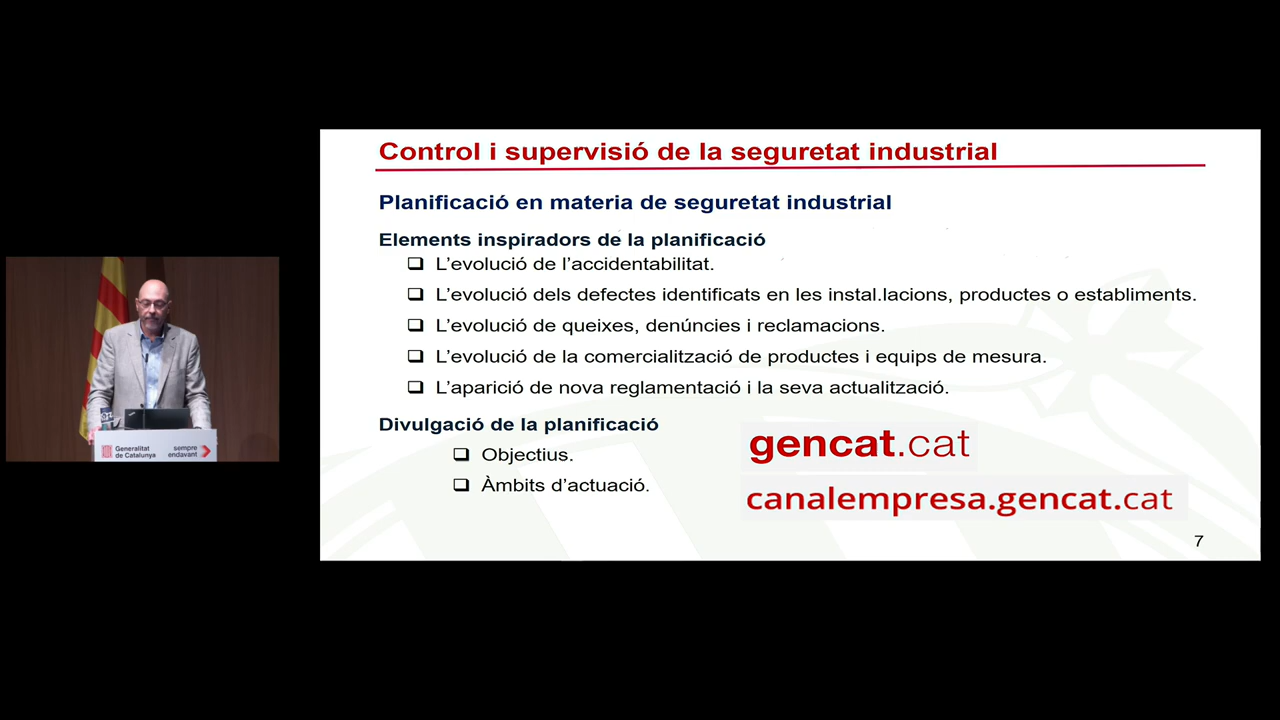 Control i supervisió de la seguretat industrial
Planificació en materia de seguretat industrial
Elements inspiradors de la planificació
L’evolució de l’accidentabilitat.
L’evolució dels defectes identificats en les instal.lacions, productes o establiments.
L’evolució de queixes, denúncies i reclamacions.
L’evolució de la comercialització de productes i equips de mesura.
L’aparició de nova reglamentació i la seva actualització.
Divulgació de la planificació
Objectius.
Àmbits d’actuació.
gencat.cat
canalempresa.gencat.cat
7
Generalitat
de Catalunya
sempre
endavant